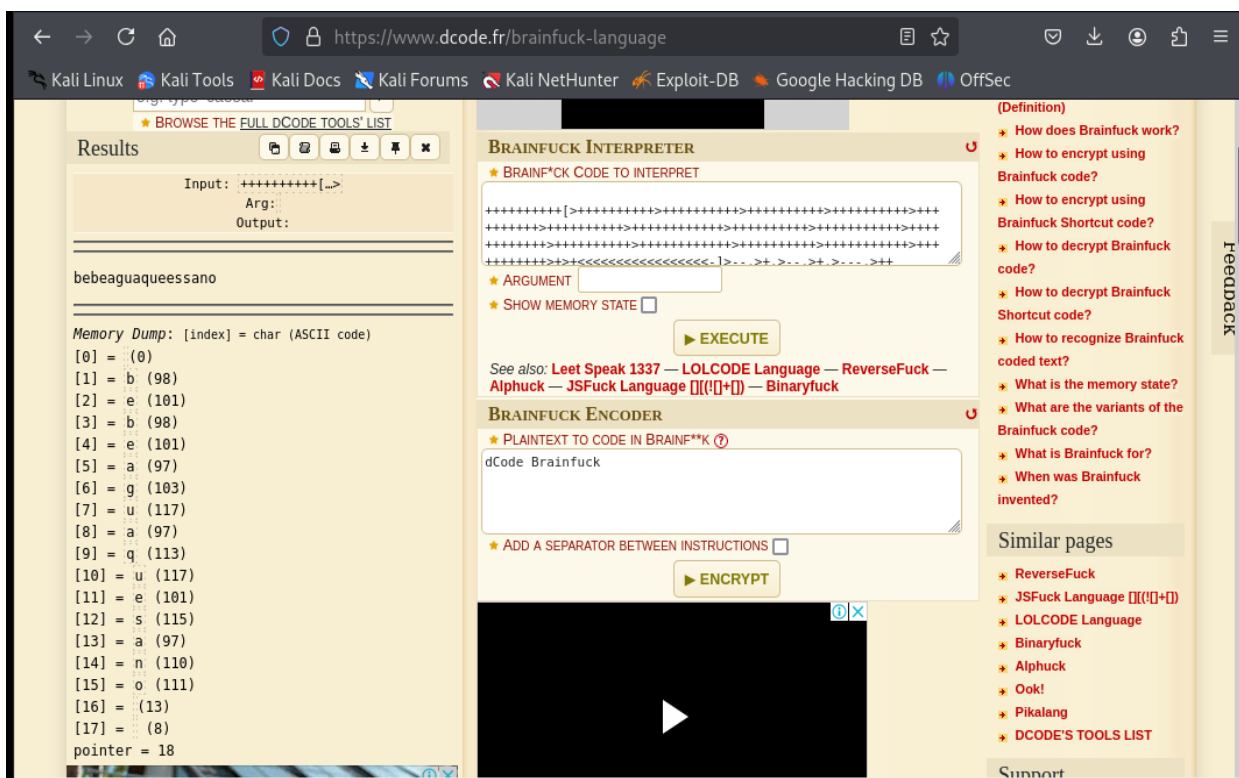 https://www.dcode.fr/brainfuck-language
Kali Linux Kali Tools Kali Docs Kali Forums Kali NetHunter Exploit-DB Google Hacking DB OffSec
★ BROWSE THE FULL DCODE TOOLS' LIST
Results
Input: ++++++++++[…>
Arg:
Output:
bebeaguaqueessano
Memory Dump: [index] = char (ASCII code)
[0] = (0)
[1] = b (98)
[2] = e (101)
[3] = b (98)
[4] = e (101)
[5] = a (97)
[6] = g (103)
[7] = u (117)
[8] = a (97)
[9] = q (113)
[10] = u (117)
[11] = e (101)
[12] = s (115)
[13] = a (97)
[14] = n (110)
[15] = o (111)
[16] = (13)
[17] = (8)
pointer = 18
BRAINFUCK INTERPRETER
★ BRAINF*CK CODE TO INTERPRET
++++++++++[>++++++++++>++++++++++>++++++++++>++++++++++>+++
+++++++>++++++++++>+++++++++++>++++++++++>+++++++++++>++++
++++++++>++++++++++>+++++++++++>++++++++++>+++++++++++>+++
++++++++>+>+<<<<<<<<<<<<<<<<<-]>--.>+.>--.>+.>---.>++
★ ARGUMENT
★ SHOW MEMORY STATE
▶ EXECUTE
See also: Leet Speak 1337 — LOLCODE Language — ReverseFuck —
Alphuck — JSFuck Language [][(![]+[]) — Binaryfuck
BRAINFUCK ENCODER
★ PLAINTEXT TO CODE IN BRAINF**K ?
dCode Brainfuck
★ ADD A SEPARATOR BETWEEN INSTRUCTIONS
▶ ENCRYPT
(Definition)
How does Brainfuck work?
How to encrypt using
Brainfuck code?
How to encrypt using
Brainfuck Shortcut code?
How to decrypt Brainfuck
code?
How to decrypt Brainfuck
Shortcut code?
How to recognize Brainfuck
coded text?
What is the memory state?
What are the variants of the
Brainfuck code?
What is Brainfuck for?
When was Brainfuck
invented?
Similar pages
ReverseFuck
JSFuck Language [][(![]+[])
LOLCODE Language
Binaryfuck
Alphuck
Ook!
Pikalang
DCODE'S TOOLS LIST
Support
Feedback